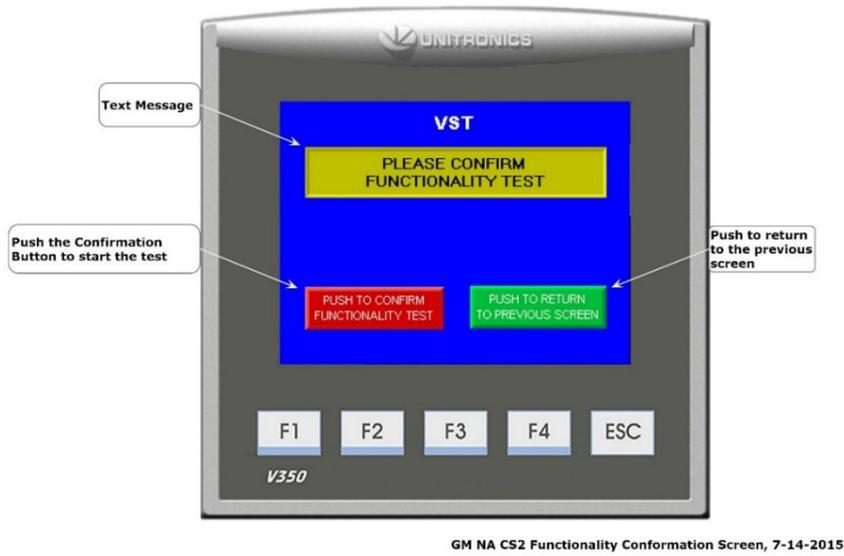 UNITRONICS
Text Message
VST
PLEASE CONFIRM
FUNCTIONALITY TEST
Push the Confirmation
Button to start the test
Push to return
to the previous
screen
PUSH TO CONFIRM
FUNCTIONALITY TEST
PUSH TO RETURN
TO PREVIOUS SCREEN
F1 F2 F3 F4 ESC
V350
GM NA CS2 Functionality Conformation Screen, 7-14-2015